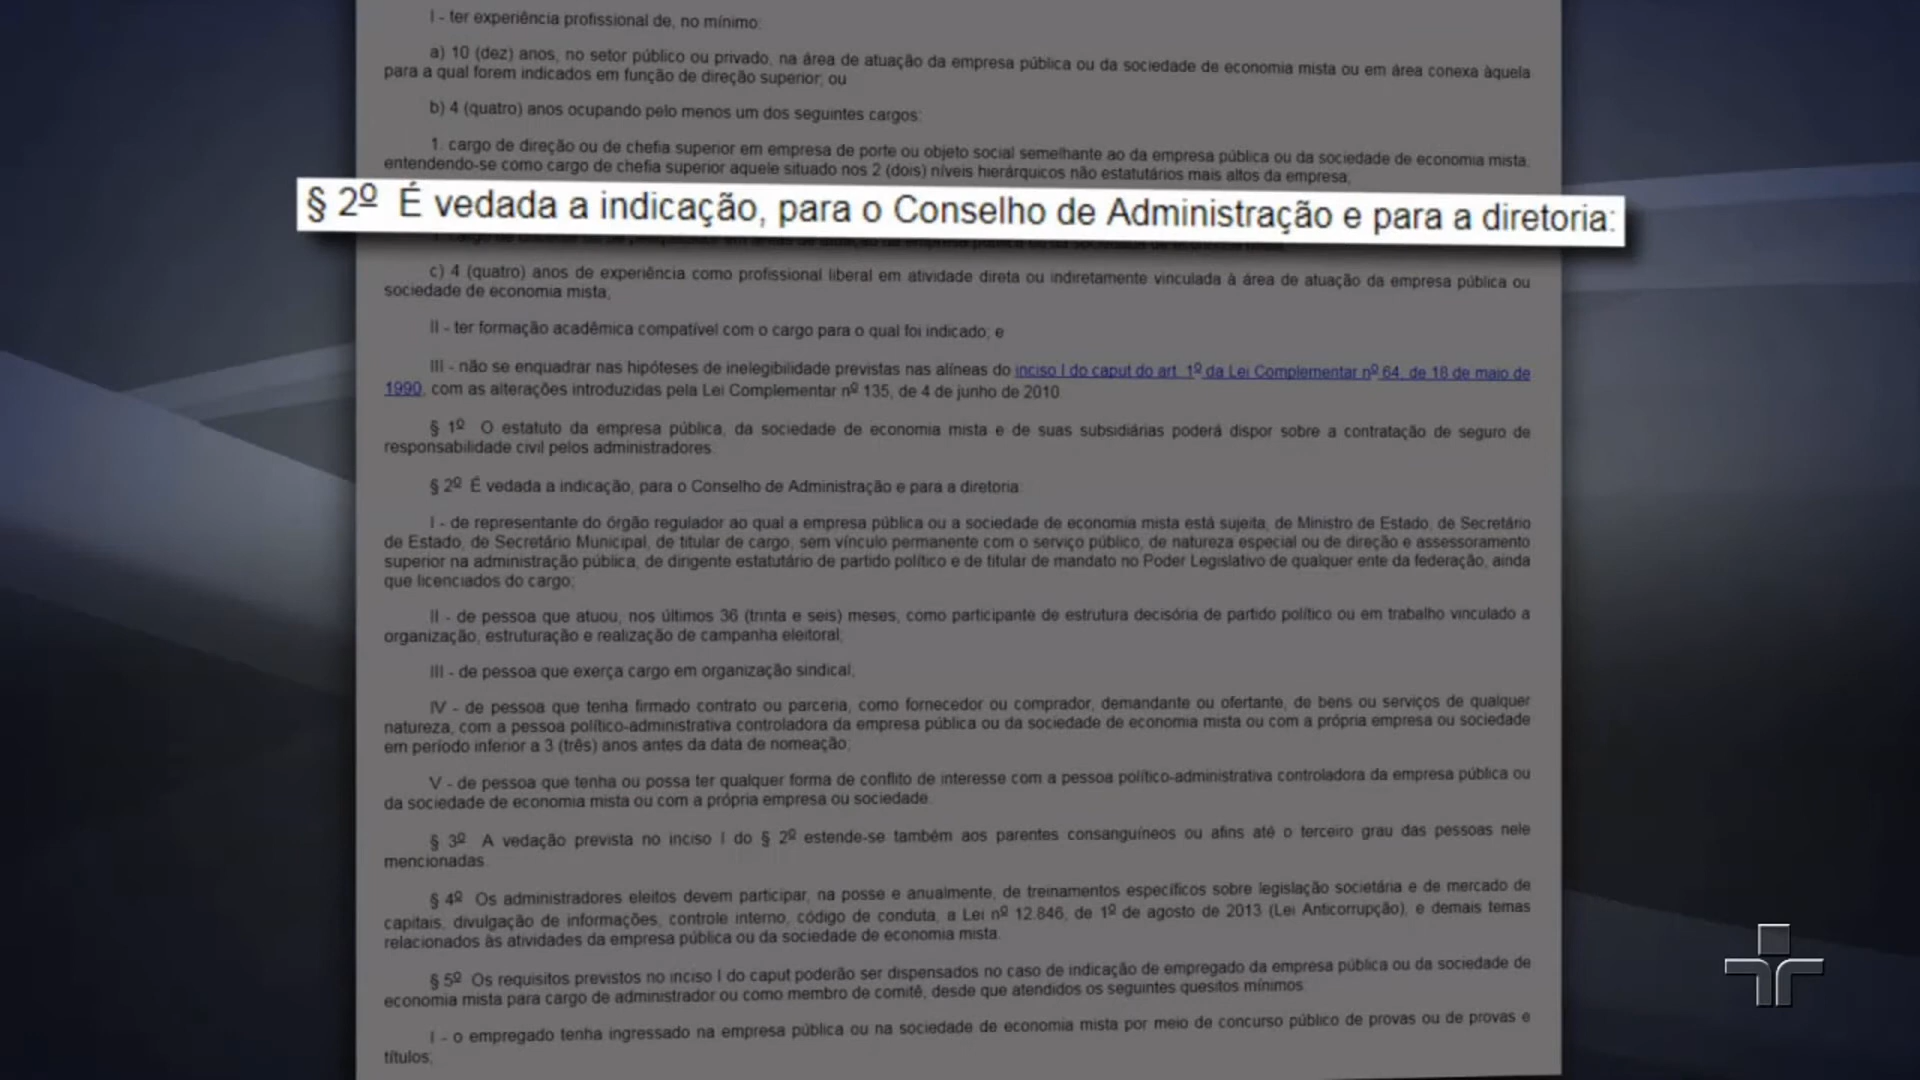 I - ter experiência profissional de, no mínimo:
a) 10 (dez) anos, no setor público ou privado, na área de atuação da empresa pública ou da sociedade de economia mista ou em área conexa àquela
para a qual forem indicados em função de direção superior; ou
b) 4 (quatro) anos ocupando pelo menos um dos seguintes cargos:
1. cargo de direção ou de chefia superior em empresa de porte ou objeto social semelhante ao da empresa pública ou da sociedade de economia mista,
entendendo-se como cargo de chefia superior aquele situado nos 2 (dois) níveis hierárquicos não estatutários mais altos da empresa;
§ 2º É vedada a indicação, para o Conselho de Administração e para a diretoria:
c) 4 (quatro) anos de experiência como profissional liberal em atividade direta ou indiretamente vinculada à área de atuação da empresa pública ou
sociedade de economia mista;
II - ter formação acadêmica compatível com o cargo para o qual foi indicado; e
III - não se enquadrar nas hipóteses de inelegibilidade previstas nas alíneas do inciso I do caput do art. 1º da Lei Complementar nº 64, de 18 de maio de
1990, com as alterações introduzidas pela Lei Complementar nº 135, de 4 de junho de 2010.
§ 1º O estatuto da empresa pública, da sociedade de economia mista e de suas subsidiárias poderá dispor sobre a contratação de seguro de
responsabilidade civil pelos administradores.
§ 2º É vedada a indicação, para o Conselho de Administração e para a diretoria:
I - de representante do órgão regulador ao qual a empresa pública ou a sociedade de economia mista está sujeita, de Ministro de Estado, de Secretário
de Estado, de Secretário Municipal, de titular de cargo, sem vínculo permanente com o serviço público, de natureza especial ou de direção e assessoramento
superior na administração pública, de dirigente estatutário de partido político e de titular de mandato no Poder Legislativo de qualquer ente da federação, ainda
que licenciados do cargo;
II - de pessoa que atuou, nos últimos 36 (trinta e seis) meses, como participante de estrutura decisória de partido político ou em trabalho vinculado a
organização, estruturação e realização de campanha eleitoral;
III - de pessoa que exerça cargo em organização sindical;
IV - de pessoa que tenha firmado contrato ou parceria, como fornecedor ou comprador, demandante ou ofertante, de bens ou serviços de qualquer
natureza, com a pessoa político-administrativa controladora da empresa pública ou da sociedade de economia mista ou com a própria empresa ou sociedade
em período inferior a 3 (três) anos antes da data de nomeação;
V - de pessoa que tenha ou possa ter qualquer forma de conflito de interesse com a pessoa político-administrativa controladora da empresa pública ou
da sociedade de economia mista ou com a própria empresa ou sociedade.
§ 3º A vedação prevista no inciso I do § 2º estende-se também aos parentes consanguíneos ou afins até o terceiro grau das pessoas nele
mencionadas.
§ 4º Os administradores eleitos devem participar, na posse e anualmente, de treinamentos específicos sobre legislação societária e de mercado de
capitais, divulgação de informações, controle interno, código de conduta, a Lei nº 12.846, de 1º de agosto de 2013 (Lei Anticorrupção), e demais temas
relacionados às atividades da empresa pública ou da sociedade de economia mista.
§ 5º Os requisitos previstos no inciso I do caput poderão ser dispensados no caso de indicação de empregado da empresa pública ou da sociedade de
economia mista para cargo de administrador ou como membro de comitê, desde que atendidos os seguintes quesitos mínimos:
I - o empregado tenha ingressado na empresa pública ou na sociedade de economia mista por meio de concurso público de provas ou de provas e
títulos;